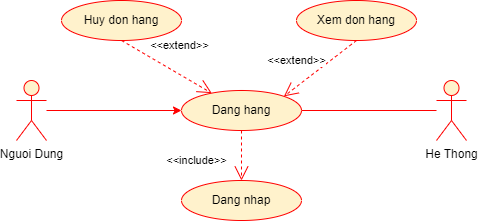 Huy don hang
Xem don hang
<<extend>>
<<extend>>
Dang hang
Nguoi Dung
He Thong
<<include>>
Dang nhap